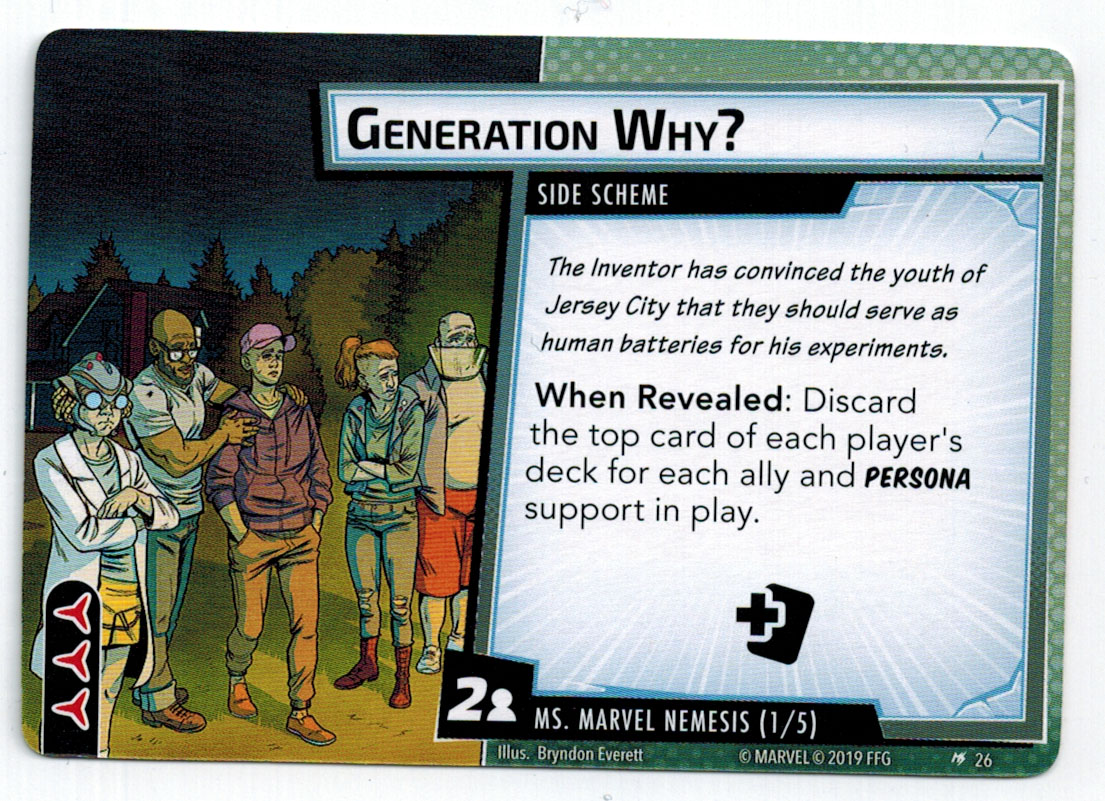 GENERATION WHY?
SIDE SCHEME
The Inventor has convinced the youth of
Jersey City that they should serve as
human batteries for his experiments.
When Revealed: Discard
the top card of each player's
deck for each ally and PERSONA
support in play.
2
MS. MARVEL NEMESIS (1/5)
Illus. Bryndon Everett
© MARVEL © 2019 FFG
26